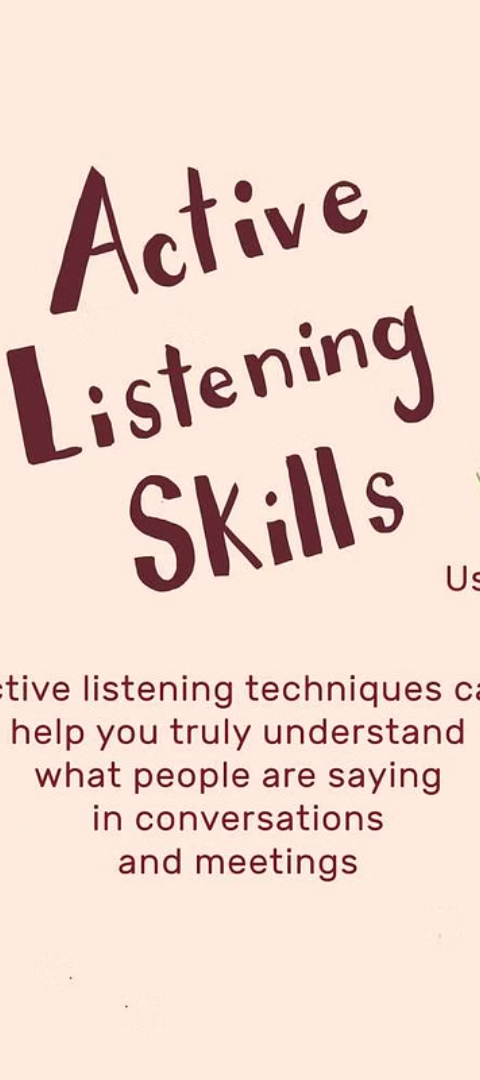 Active
Listening
Skills
Us
ctive listening techniques ca
help you truly understand
what people are saying
in conversations
and meetings